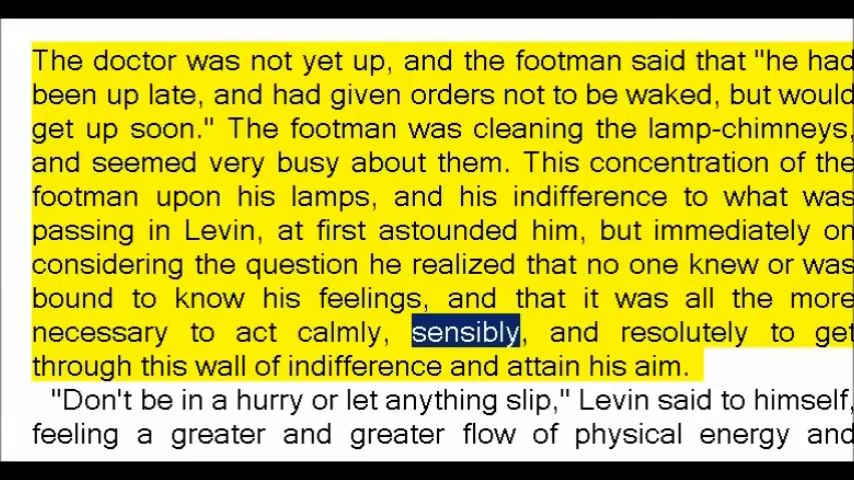 The doctor was not yet up, and the footman said that "he had
been up late, and had given orders not to be waked, but would
get up soon." The footman was cleaning the lamp-chimneys,
and seemed very busy about them. This concentration of the
footman upon his lamps, and his indifference to what was
passing in Levin, at first astounded him, but immediately on
considering the question he realized that no one knew or was
bound to know his feelings, and that it was all the more
necessary to act calmly, sensibly, and resolutely to get
through this wall of indifference and attain his aim.
"Don't be in a hurry or let anything slip," Levin said to himself,
feeling a greater and greater flow of physical energy and